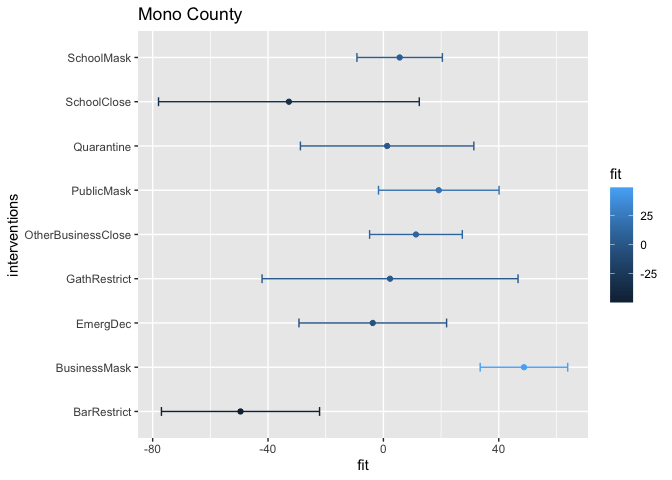 Mono County
interventions
SchoolMask
SchoolClose
Quarantine
PublicMask
OtherBusinessClose
GathRestrict
EmergDec
BusinessMask
BarRestrict
-80 -40 0 40
fit
fit
25
0
-25